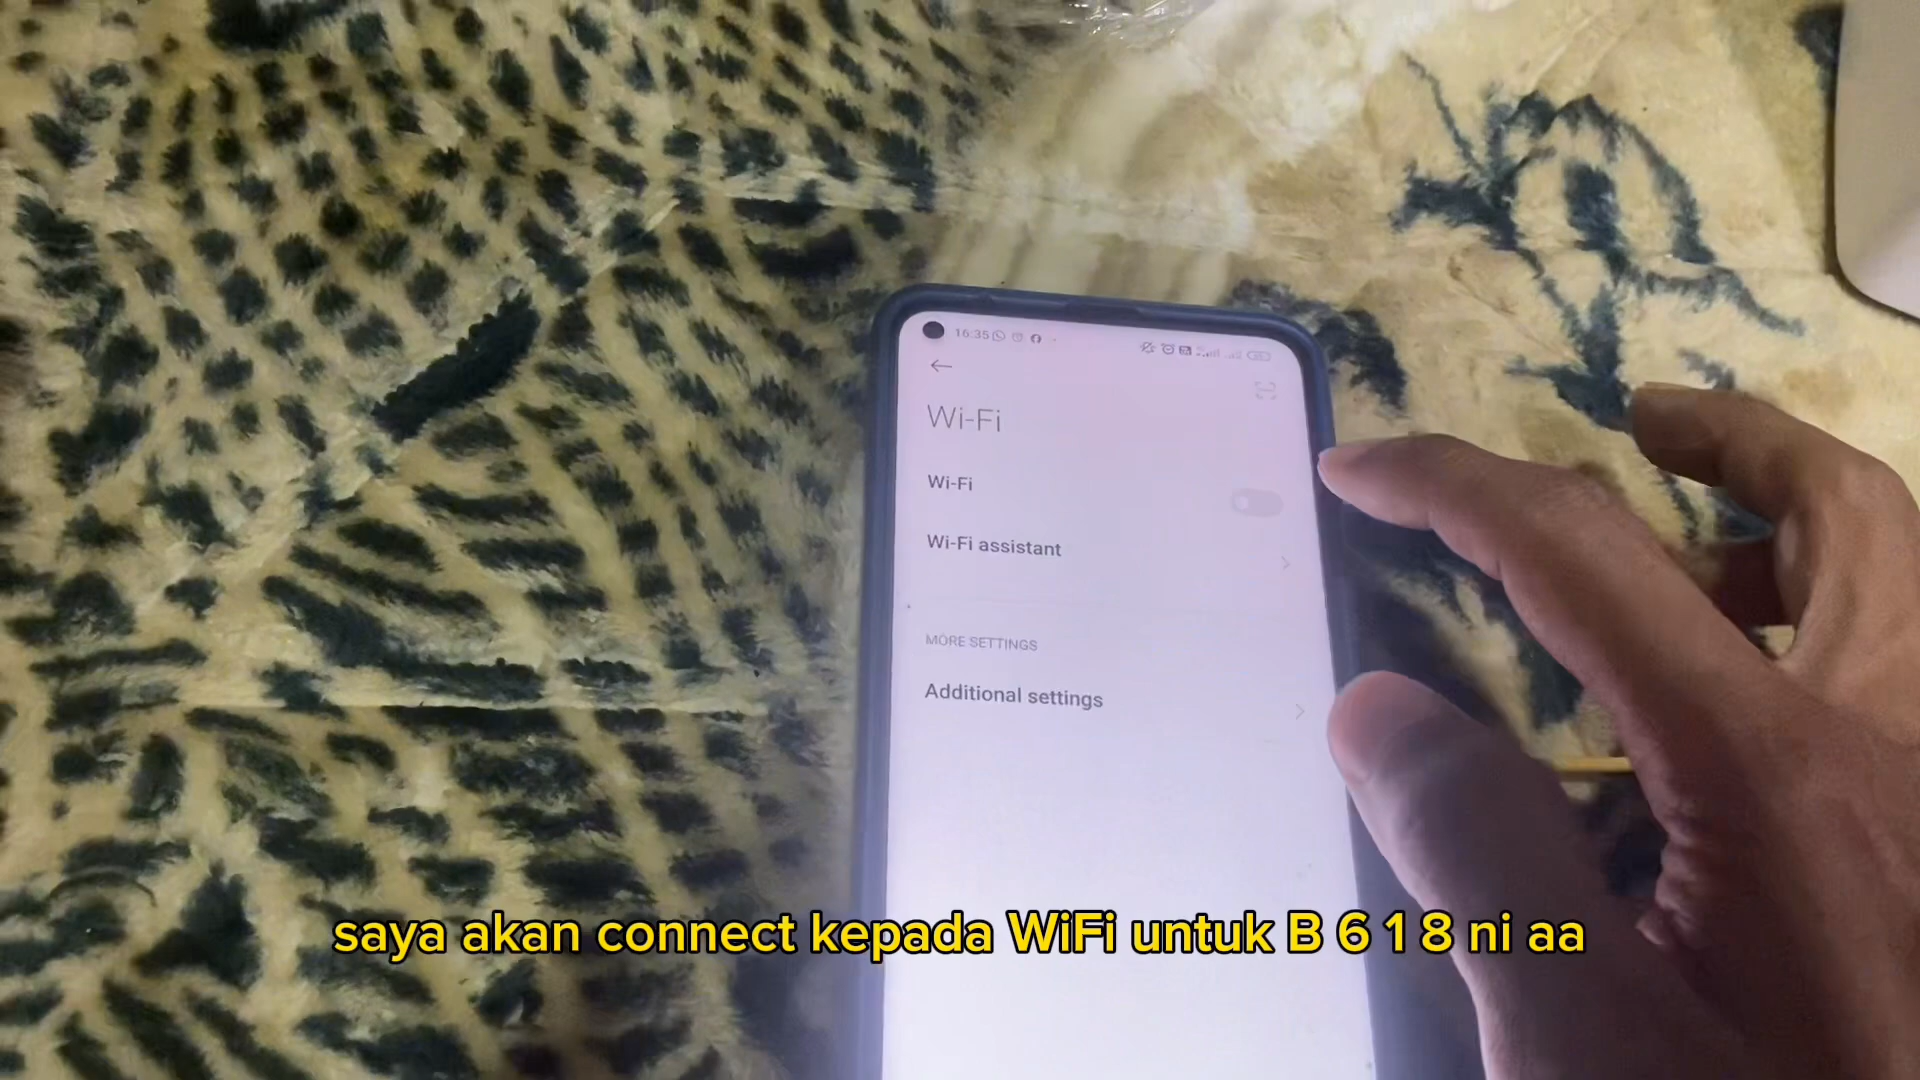 16:35
Wi-Fi
Wi-Fi
Wi-Fi assistant
MORE SETTINGS
Additional settings
saya akan connect kepada WiFi untuk B 6 1 8 ni aa